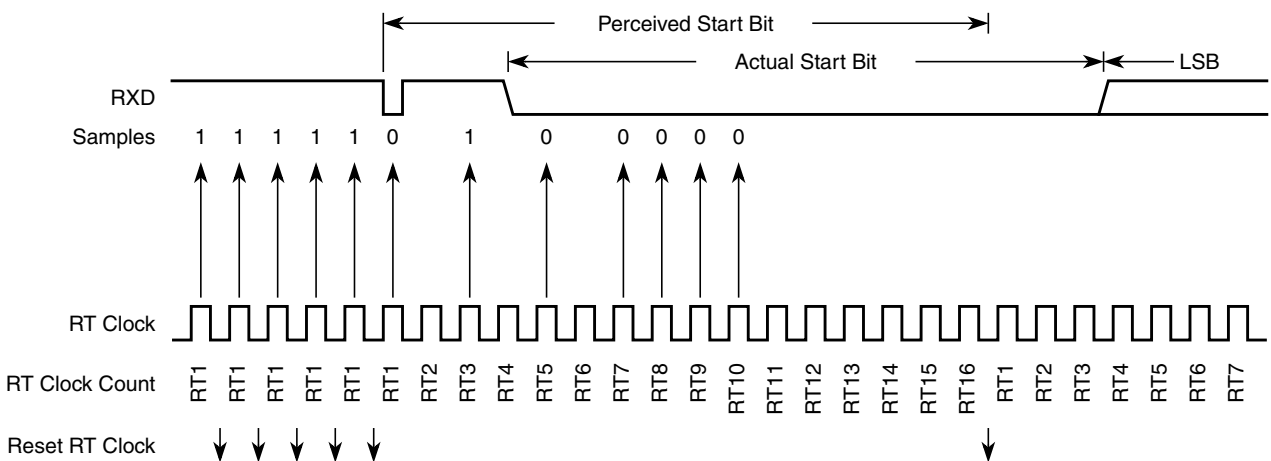 Perceived Start Bit
Actual Start Bit
LSB
RXD
Samples 1 1 1 1 1 0 1 0 0 0 0 0
RT Clock
RT Clock Count RT1 RT1 RT1 RT1 RT1 RT1 RT2 RT3 RT4 RT5 RT6 RT7 RT8 RT9 RT10 RT11 RT12 RT13 RT14 RT15 RT16 RT1 RT2 RT3 RT4 RT5 RT6 RT7
Reset RT Clock